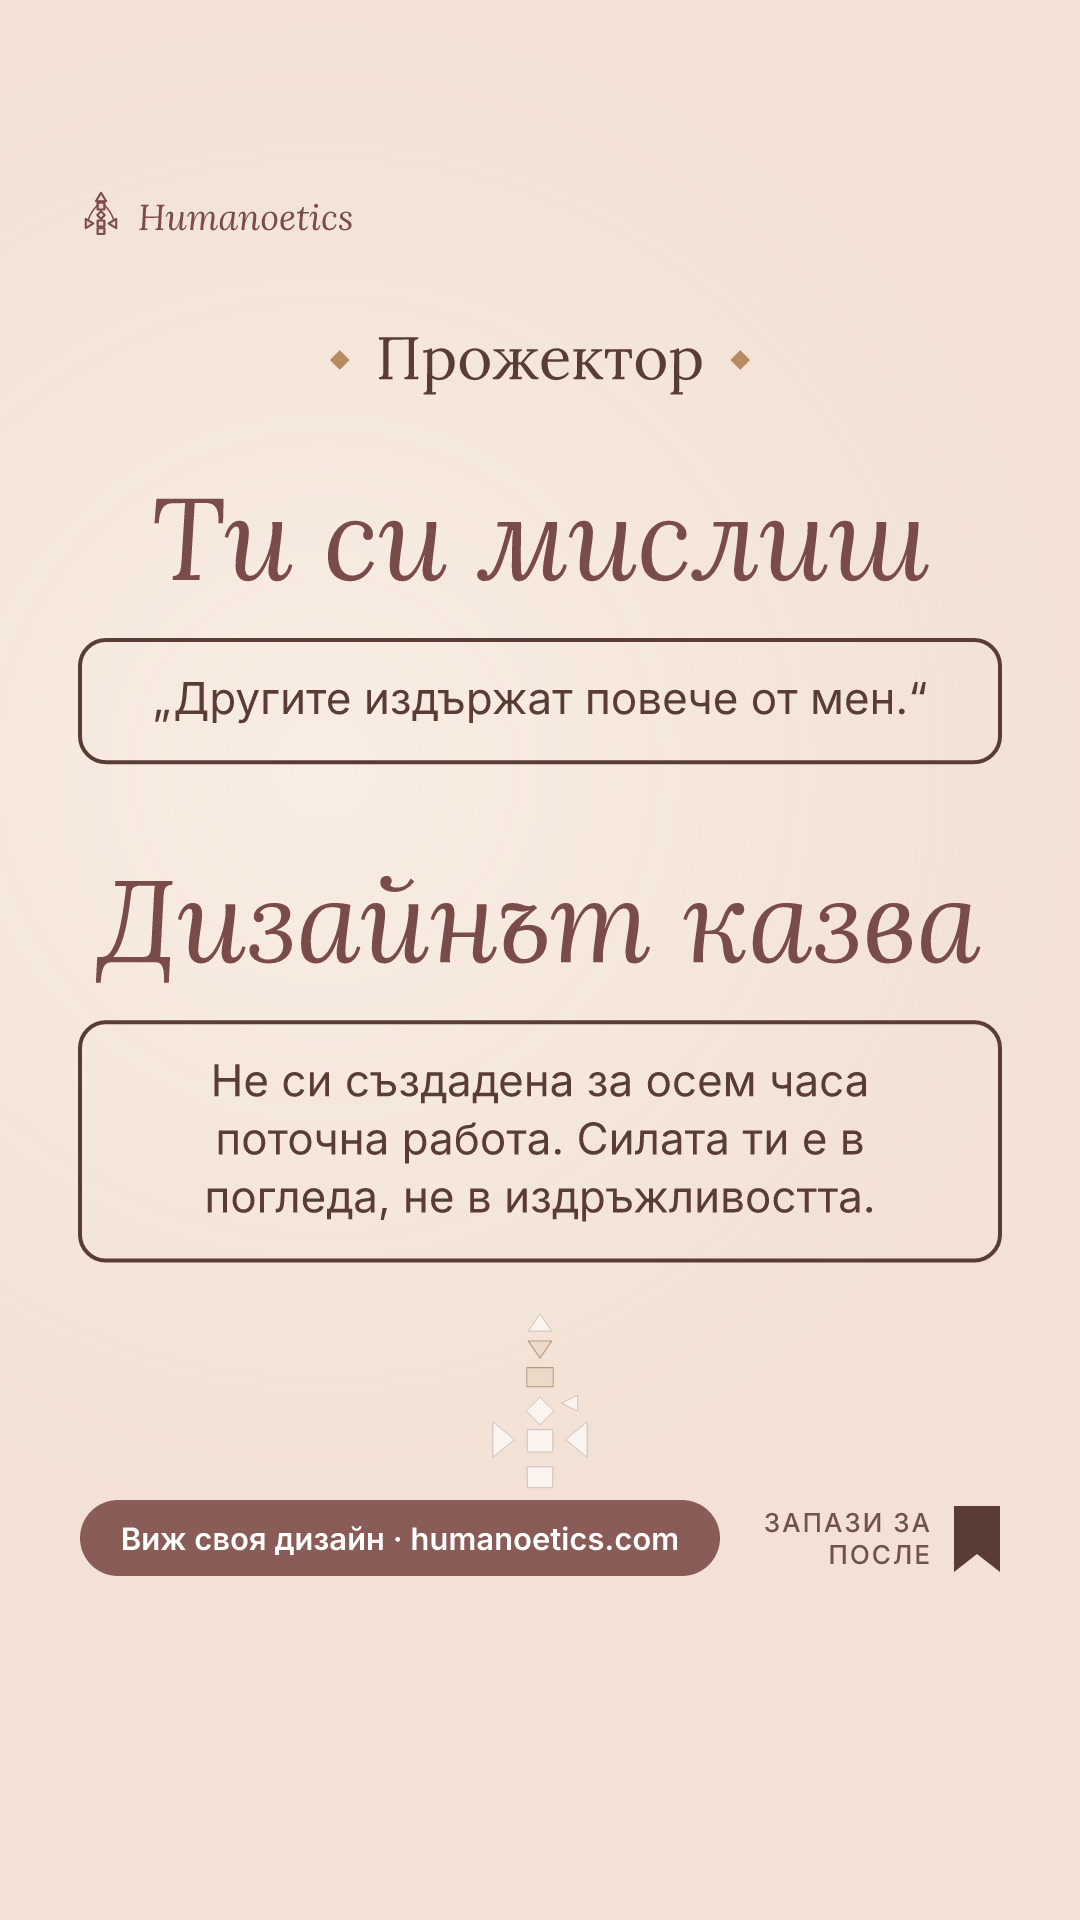 Humanoetics
Прожектор
Ти си мислиш
„Другите издържат повече от мен.“
Дизайнът казва
Не си създадена за осем часа
поточна работа. Силата ти е в
погледа, не в издръжливостта.
Виж своя дизайн · humanoetics.com
ЗАПАЗИ ЗА
ПОСЛЕ